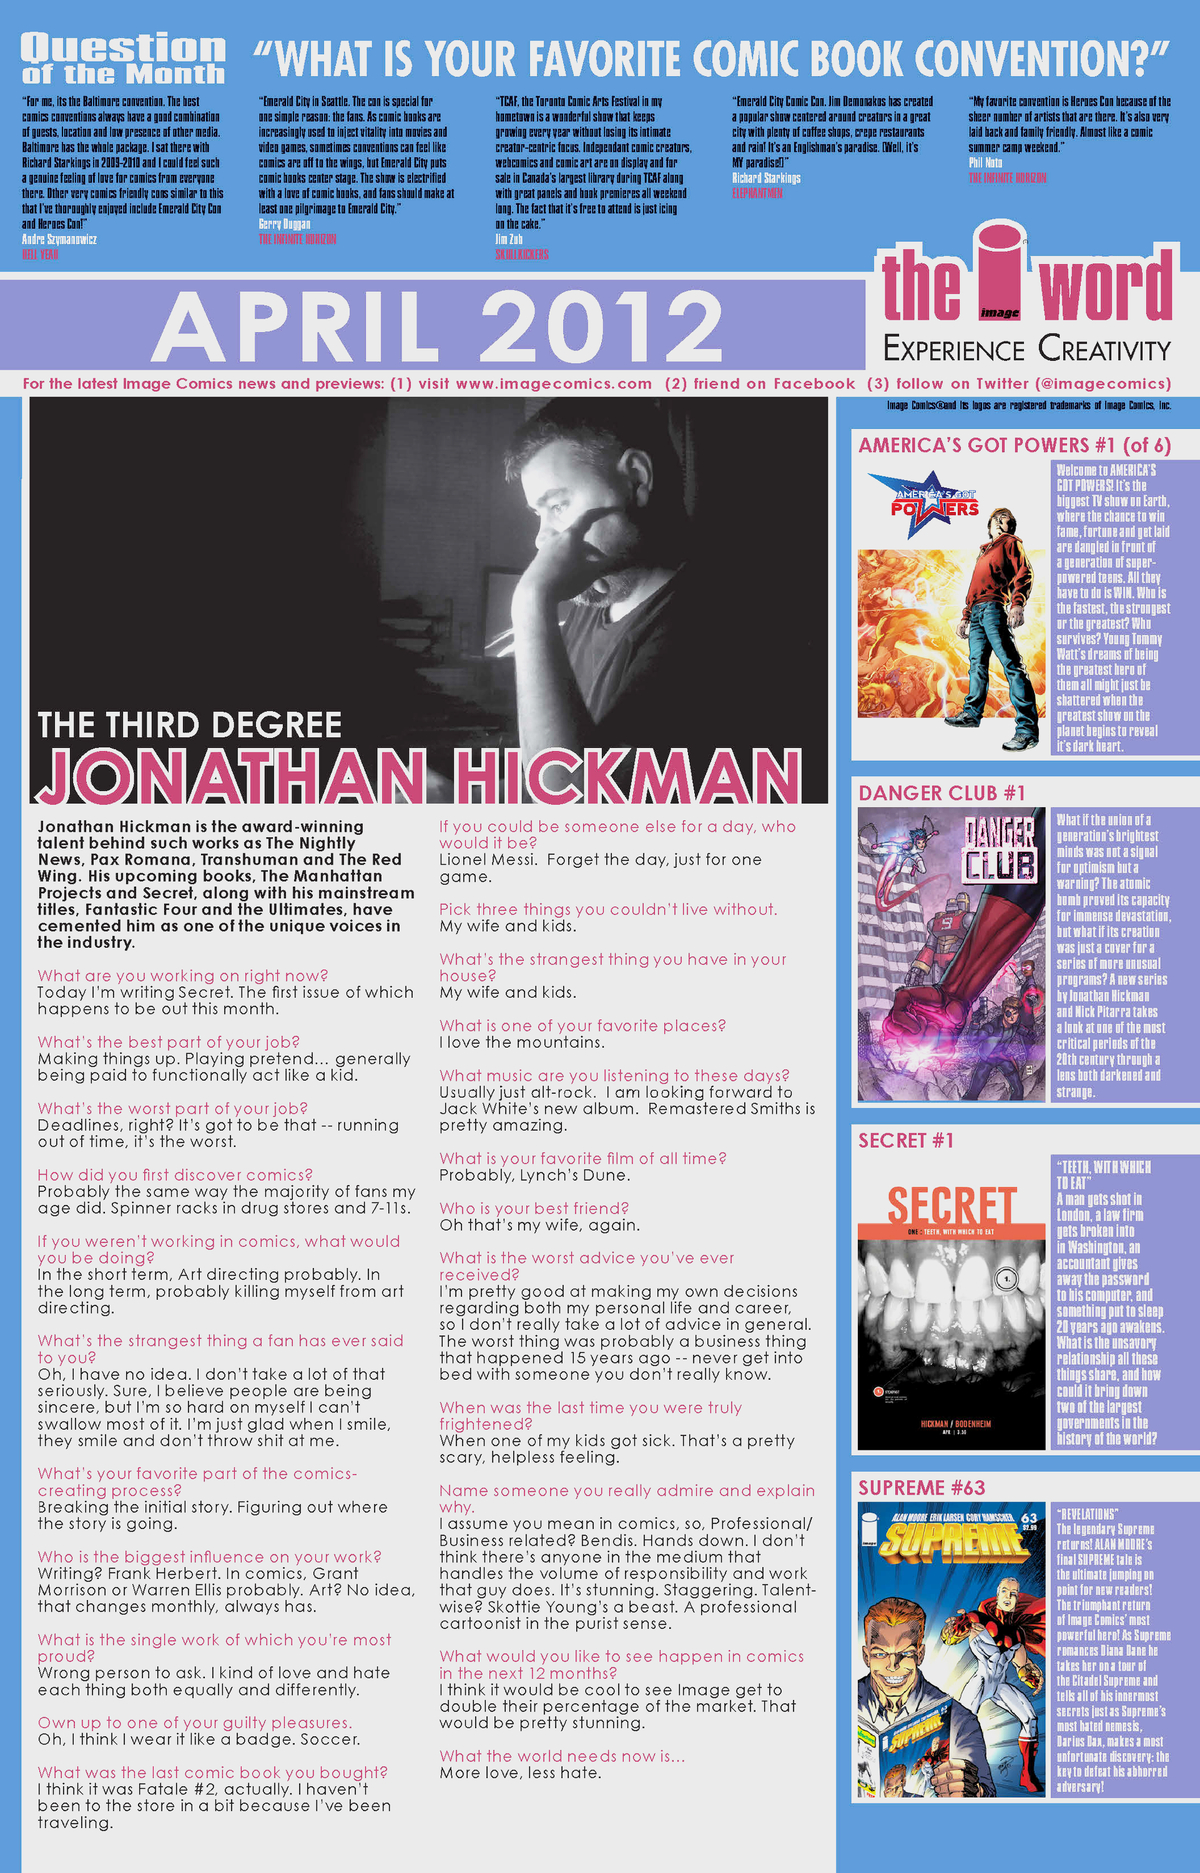 Question
of the Month
“WHAT IS YOUR FAVORITE COMIC BOOK CONVENTION?”
“For me, its the Baltimore convention. The best
comics conventions always have a good combination
of guests, location and low presence of other media.
Baltimore has the whole package. I sat there with
Richard Starkings in 2009-2010 and I could feel such
a genuine feeling of love for comics from everyone
there. Other very comics friendly cons similar to this
that I’ve thoroughly enjoyed include Emerald City Con
and Heroes Con!”
Andre Szymanowicz
HELL YEAH
“Emerald City in Seattle. The con is special for
one simple reason: the fans. As comic books are
increasingly used to inject vitality into movies and
video games, sometimes conventions can feel like
comics are off to the wings, but Emerald City puts
comic books center stage. The show is electrified
with a love of comic books, and fans should make at
least one pilgrimage to Emerald City.”
Gerry Duggan
THE INFINITE HORIZON
“TCAF, the Toronto Comic Arts Festival in my
hometown is a wonderful show that keeps
growing every year without losing its intimate
creator-centric focus. Independant comic creators,
webcomics and comic art are on display and for
sale in Canada’s largest library during TCAF along
with great panels and book premieres all weekend
long. The fact that it’s free to attend is just icing
on the cake.”
Jim Zub
SKULLKICKERS
“Emerald City Comic Con. Jim Demonakos has created
a popular show centered around creators in a great
city with plenty of coffee shops, crepe restaurants
and rain! It’s an Englishman’s paradise. (Well, it’s
MY paradise!)”
Richard Starkings
ELEPHANTMEN
“My favorite convention is Heroes Con because of the
sheer number of artists that are there. It’s also very
laid back and family friendly. Almost like a comic
summer camp weekend.”
Phil Noto
THE INFINITE HORIZON
the i word
image
EXPERIENCE CREATIVITY
APRIL 2012
For the latest Image Comics news and previews: (1) visit www.imagecomics.com (2) friend on Facebook (3) follow on Twitter (@imagecomics)
Image Comics®and its logos are registered trademarks of Image Comics, Inc.
THE THIRD DEGREE
JONATHAN HICKMAN
Jonathan Hickman is the award-winning
talent behind such works as The Nightly
News, Pax Romana, Transhuman and The Red
Wing. His upcoming books, The Manhattan
Projects and Secret, along with his mainstream
titles, Fantastic Four and the Ultimates, have
cemented him as one of the unique voices in
the industry.
What are you working on right now?
Today I’m writing Secret. The first issue of which
happens to be out this month.
What’s the best part of your job?
Making things up. Playing pretend... generally
being paid to functionally act like a kid.
What’s the worst part of your job?
Deadlines, right? It’s got to be that -- running
out of time, it’s the worst.
How did you first discover comics?
Probably the same way the majority of fans my
age did. Spinner racks in drug stores and 7-11s.
If you weren’t working in comics, what would
you be doing?
In the short term, Art directing probably. In
the long term, probably killing myself from art
directing.
What’s the strangest thing a fan has ever said
to you?
Oh, I have no idea. I don’t take a lot of that
seriously. Sure, I believe people are being
sincere, but I’m so hard on myself I can’t
swallow most of it. I’m just glad when I smile,
they smile and don’t throw shit at me.
What’s your favorite part of the comics-
creating process?
Breaking the initial story. Figuring out where
the story is going.
Who is the biggest influence on your work?
Writing? Frank Herbert. In comics, Grant
Morrison or Warren Ellis probably. Art? No idea,
that changes monthly, always has.
What is the single work of which you’re most
proud?
Wrong person to ask. I kind of love and hate
each thing both equally and differently.
Own up to one of your guilty pleasures.
Oh, I think I wear it like a badge. Soccer.
What was the last comic book you bought?
I think it was Fatale #2, actually. I haven’t
been to the store in a bit because I’ve been
traveling.
If you could be someone else for a day, who
would it be?
Lionel Messi. Forget the day, just for one
game.
Pick three things you couldn’t live without.
My wife and kids.
What’s the strangest thing you have in your
house?
My wife and kids.
What is one of your favorite places?
I love the mountains.
What music are you listening to these days?
Usually just alt-rock. I am looking forward to
Jack White’s new album. Remastered Smiths is
pretty amazing.
What is your favorite film of all time?
Probably, Lynch’s Dune.
Who is your best friend?
Oh that’s my wife, again.
What is the worst advice you’ve ever
received?
I’m pretty good at making my own decisions
regarding both my personal life and career,
so I don’t really take a lot of advice in general.
The worst thing was probably a business thing
that happened 15 years ago -- never get into
bed with someone you don’t really know.
When was the last time you were truly
frightened?
When one of my kids got sick. That’s a pretty
scary, helpless feeling.
Name someone you really admire and explain
why.
I assume you mean in comics, so, Professional/
Business related? Bendis. Hands down. I don’t
think there’s anyone in the medium that
handles the volume of responsibility and work
that guy does. It’s stunning. Staggering. Talent-
wise? Skottie Young’s a beast. A professional
cartoonist in the purist sense.
What would you like to see happen in comics
in the next 12 months?
I think it would be cool to see Image get to
double their percentage of the market. That
would be pretty stunning.
What the world needs now is...
More love, less hate.
AMERICA’S GOT POWERS #1 (of 6)
AMERICA’S GOT
POWERS
Welcome to AMERICA’S
GOT POWERS! It’s the
biggest TV show on Earth,
where the chance to win
fame, fortune and get laid
are dangled in front of
a generation of super-
powered teens. All they
have to do is WIN. Who is
the fastest, the strongest
or the greatest? Who
survives? Young Tommy
Watt’s dreams of being
the greatest hero of
them all might just be
shattered when the
greatest show on the
planet begins to reveal
it’s dark heart.
DANGER CLUB #1
DANGER
CLUB
What if the union of a
generation’s brightest
minds was not a signal
for optimism but a
warning? The atomic
bomb proved its capacity
for immense devastation,
but what if its creation
was just a cover for a
series of more unusual
programs? A new series
by Jonathan Hickman
and Nick Pitarra takes
a look at one of the most
critical periods of the
20th century through a
lens both darkened and
strange.
SECRET #1
SECRET
ONE : TEETH, WITH WHICH TO EAT
1.
HICKMAN / BODENHEIM
APR | 3.50
“TEETH, WITH WHICH
TO EAT”
A man gets shot in
London, a law firm
gets broken into
in Washington, an
accountant gives
away the password
to his computer, and
something put to sleep
20 years ago awakens.
What is the unsavory
relationship all these
things share, and how
could it bring down
two of the largest
governments in the
history of the world?
SUPREME #63
image
ALAN MOORE ERIK LARSEN CORY HAMSCHER
63
$2.99
SUPREME
SUPREME
“REVELATIONS”
The legendary Supreme
returns! ALAN MOORE’s
final SUPREME tale is
the ultimate jumping on
point for new readers!
The triumphant return
of Image Comics’ most
powerful hero! As Supreme
romances Diana Dane he
takes her on a tour of
the Citadel Supreme and
tells all of his innermost
secrets just as Supreme’s
most hated nemesis,
Darius Dax, makes a most
unfortunate discovery: the
key to defeat his abhorred
adversary!